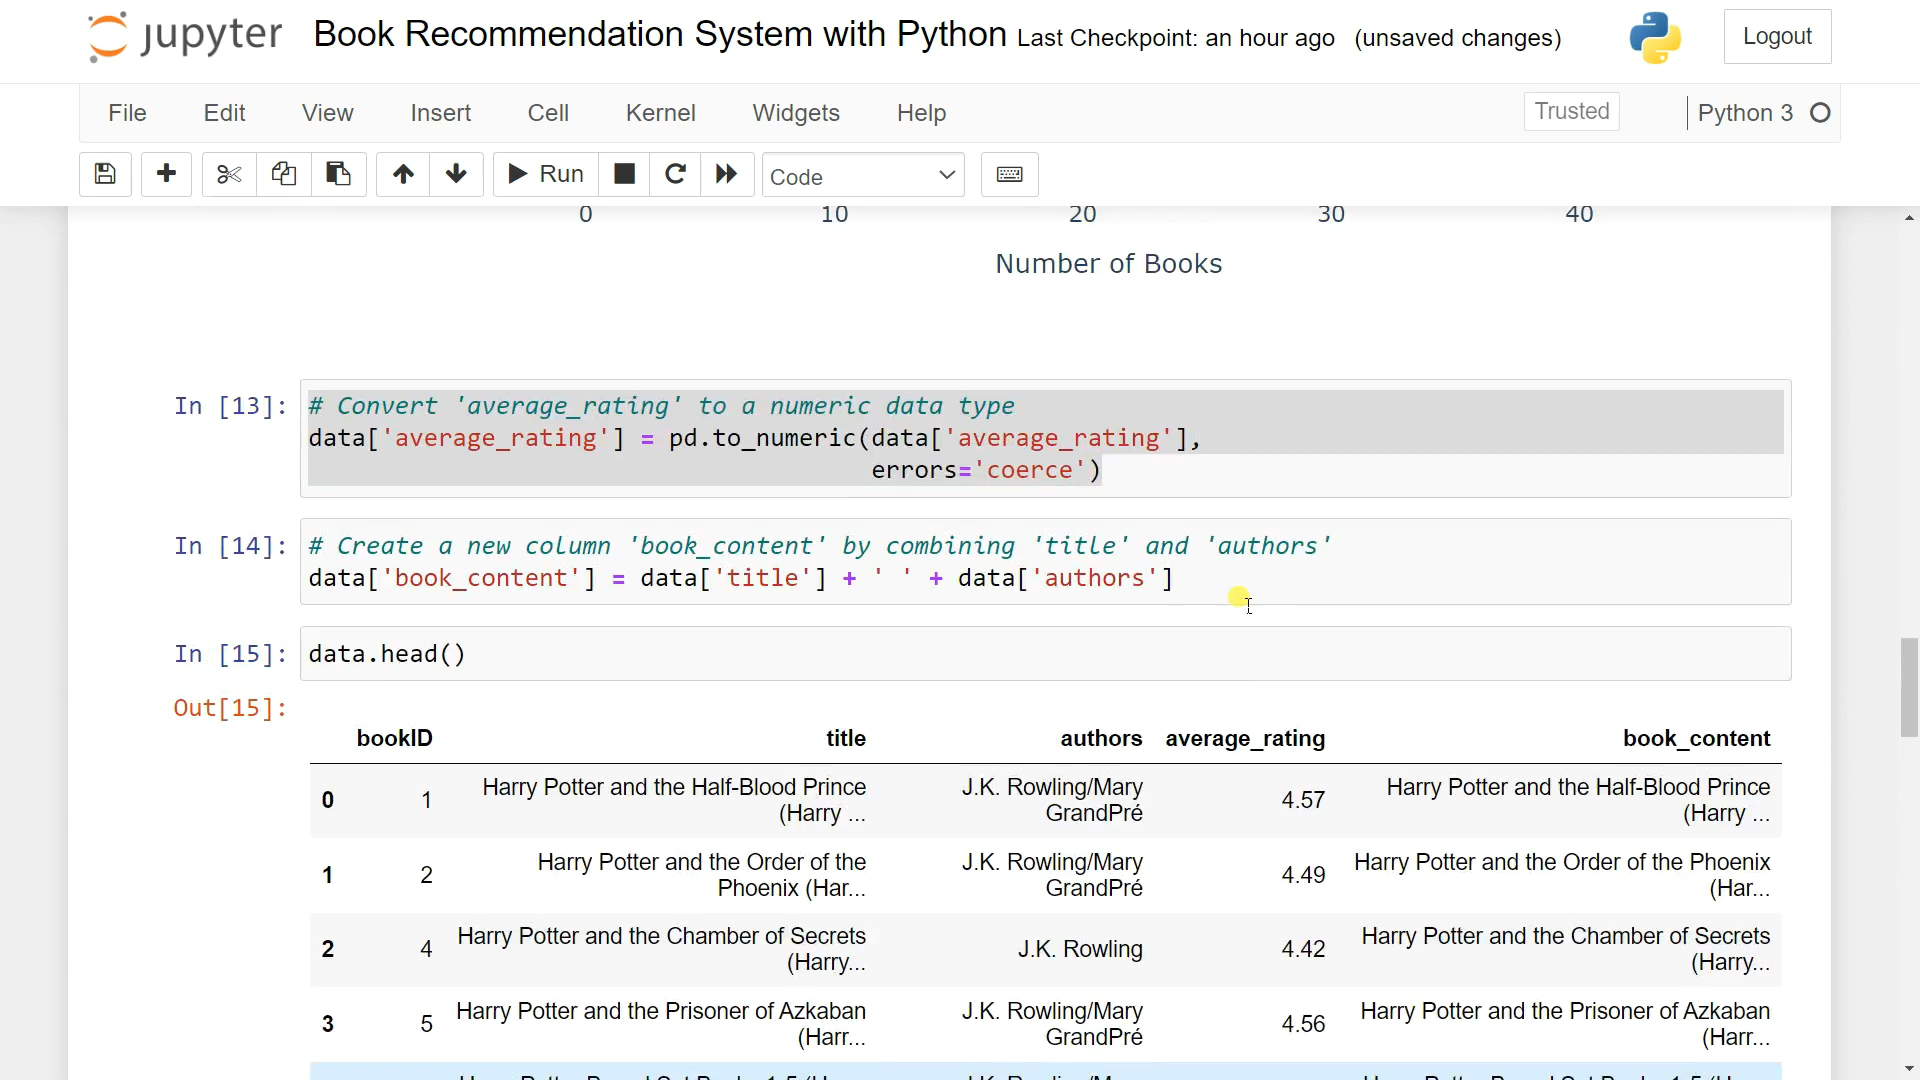 jupyter Book Recommendation System with Python Last Checkpoint: an hour ago (unsaved changes) Logout
File Edit View Insert Cell Kernel Widgets Help Trusted Python 3
Run Code
0 10 20 30 40
Number of Books
In [13]: # Convert 'average_rating' to a numeric data type
data['average_rating'] = pd.to_numeric(data['average_rating'],
errors='coerce')
In [14]: # Create a new column 'book_content' by combining 'title' and 'authors'
data['book_content'] = data['title'] + ' ' + data['authors']
In [15]: data.head()
Out[15]:
bookID title authors average_rating book_content
0 1 Harry Potter and the Half-Blood Prince (Harry ... J.K. Rowling/Mary GrandPré 4.57 Harry Potter and the Half-Blood Prince (Harry ...
1 2 Harry Potter and the Order of the Phoenix (Har... J.K. Rowling/Mary GrandPré 4.49 Harry Potter and the Order of the Phoenix (Har...
2 4 Harry Potter and the Chamber of Secrets (Harry... J.K. Rowling 4.42 Harry Potter and the Chamber of Secrets (Harry...
3 5 Harry Potter and the Prisoner of Azkaban (Harr... J.K. Rowling/Mary GrandPré 4.56 Harry Potter and the Prisoner of Azkaban (Harr...